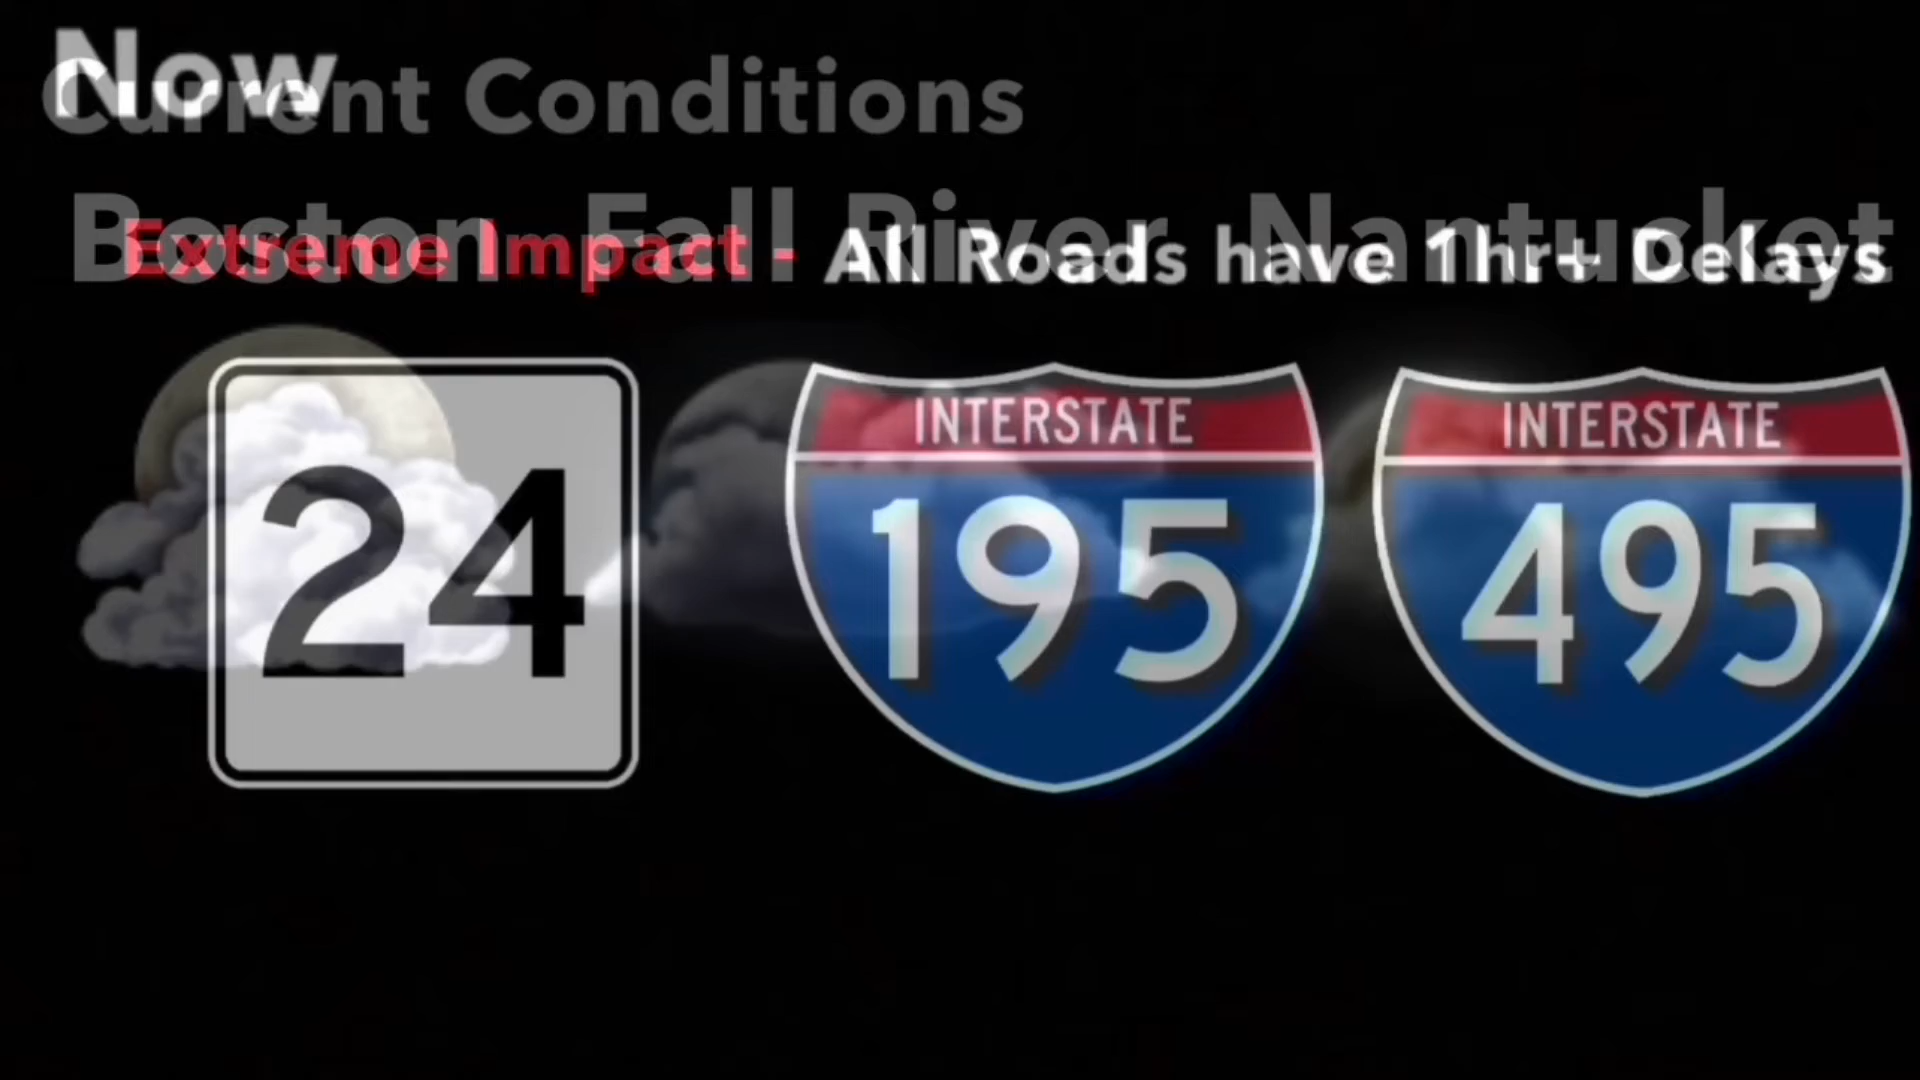 Now
Current Conditions
Boston Fall River Nantucket
Extreme Impact - All Roads have 1hr+ Delays
24
INTERSTATE
195
INTERSTATE
495